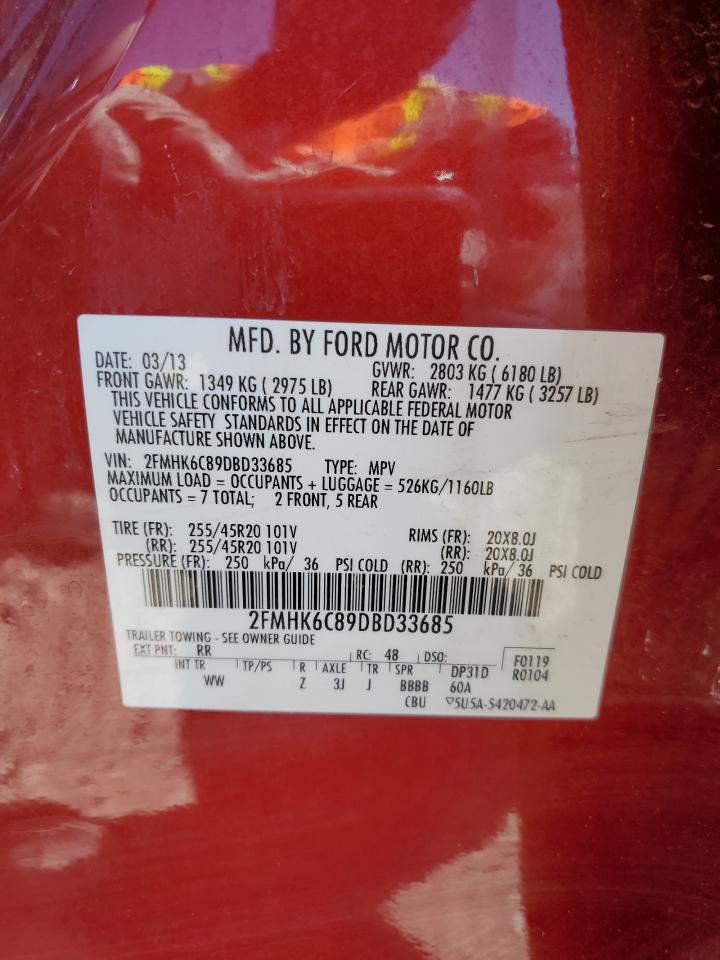 MFD. BY FORD MOTOR CO.
DATE: 03/13 GVWR: 2803 KG ( 6180 LB)
FRONT GAWR: 1349 KG ( 2975 LB) REAR GAWR: 1477 KG ( 3257 LB)
THIS VEHICLE CONFORMS TO ALL APPLICABLE FEDERAL MOTOR
VEHICLE SAFETY STANDARDS IN EFFECT ON THE DATE OF
MANUFACTURE SHOWN ABOVE.
VIN: 2FMHK6C89DBD33685 TYPE: MPV
MAXIMUM LOAD = OCCUPANTS + LUGGAGE = 526KG/1160LB
OCCUPANTS = 7 TOTAL; 2 FRONT, 5 REAR
TIRE (FR): 255/45R20 101V RIMS (FR): 20X8.0J
(RR): 255/45R20 101V (RR): 20X8.0J
PRESSURE (FR): 250 kPa/ 36 PSI COLD (RR): 250 kPa/ 36 PSI COLD
2FMHK6C89DBD33685
TRAILER TOWING - SEE OWNER GUIDE
EXT PNT: RR RC: 48 DSO: F0119
INT TR TP/PS R AXLE TR SPR DP31D R0104
WW Z 3J J BBBB 60A
CBU ▽5U5A-5420472-AA